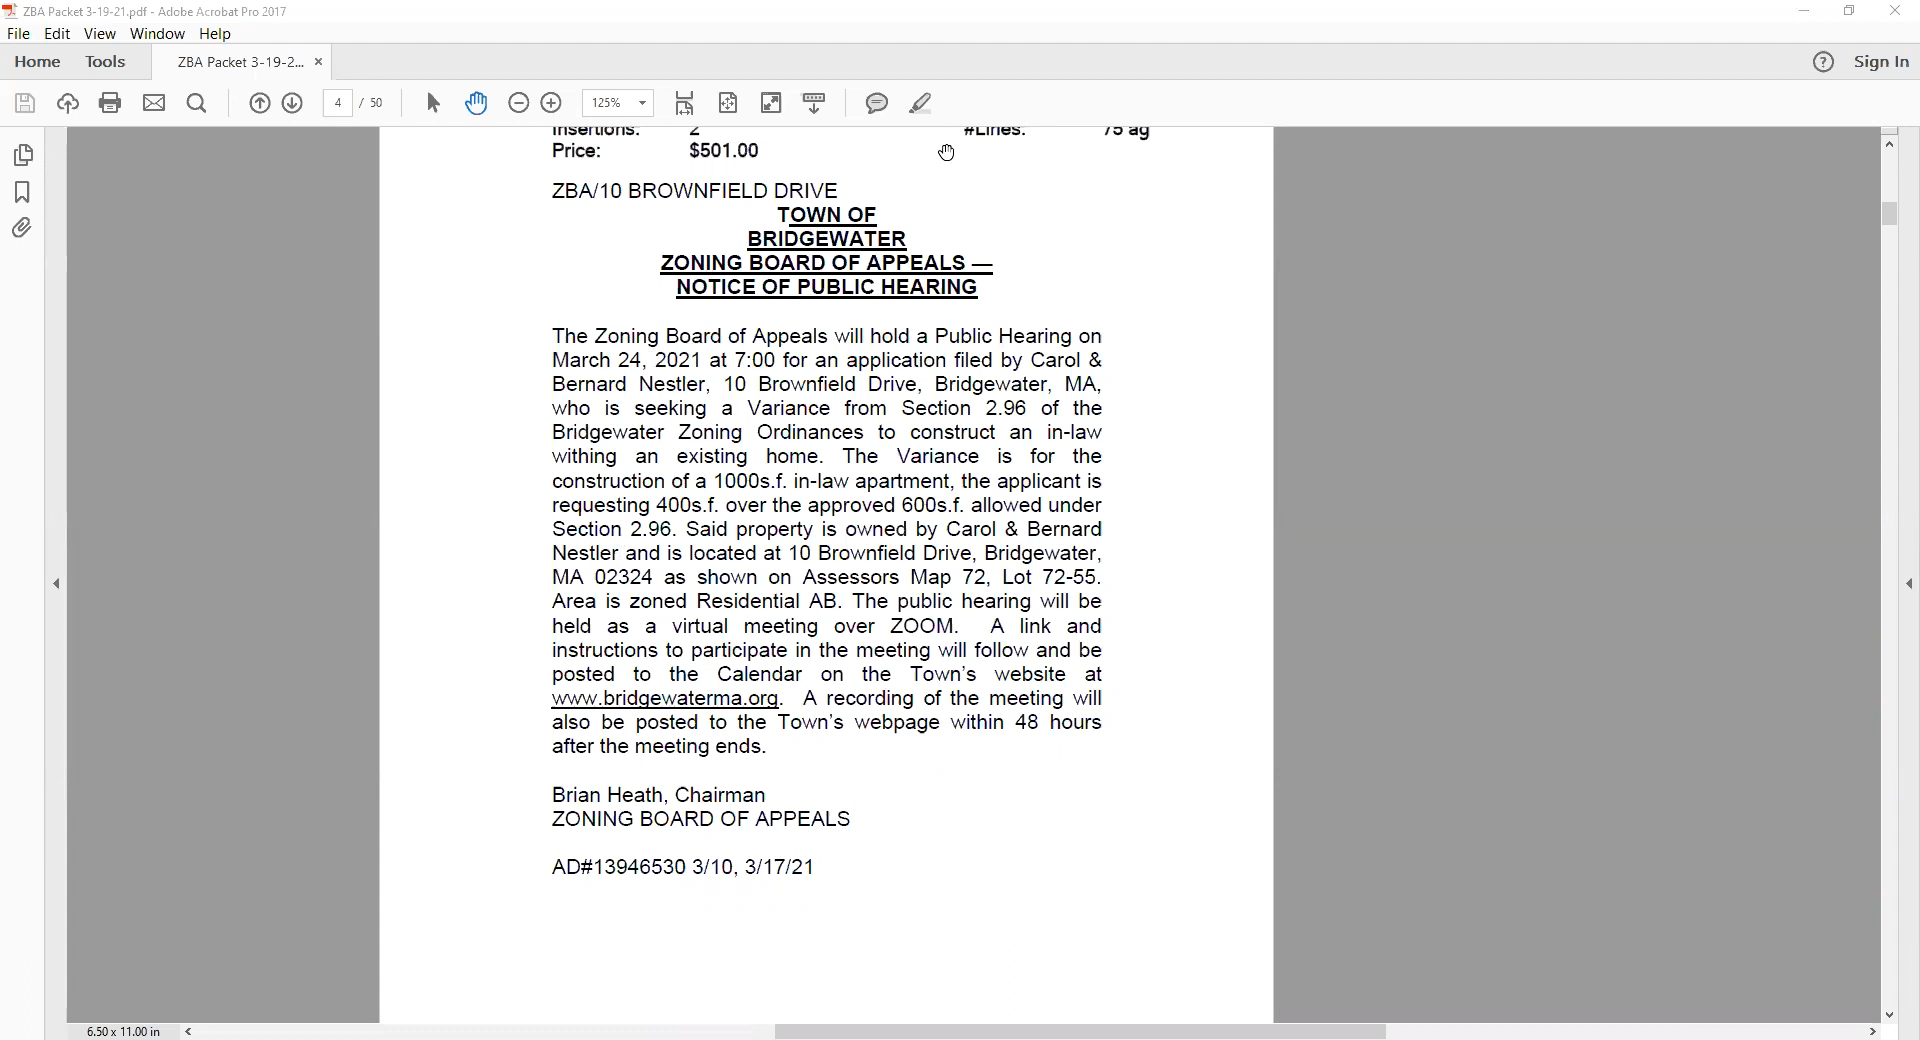 ZBA Packet 3-19-21.pdf - Adobe Acrobat Pro 2017
File Edit View Window Help
Home Tools ZBA Packet 3-19-2... × Sign In
4 / 50 125%
Insertions: 2 #Lines: 75 ag
Price: $501.00
ZBA/10 BROWNFIELD DRIVE
TOWN OF
BRIDGEWATER
ZONING BOARD OF APPEALS —
NOTICE OF PUBLIC HEARING
The Zoning Board of Appeals will hold a Public Hearing on
March 24, 2021 at 7:00 for an application filed by Carol &
Bernard Nestler, 10 Brownfield Drive, Bridgewater, MA,
who is seeking a Variance from Section 2.96 of the
Bridgewater Zoning Ordinances to construct an in-law
withing an existing home. The Variance is for the
construction of a 1000s.f. in-law apartment, the applicant is
requesting 400s.f. over the approved 600s.f. allowed under
Section 2.96. Said property is owned by Carol & Bernard
Nestler and is located at 10 Brownfield Drive, Bridgewater,
MA 02324 as shown on Assessors Map 72, Lot 72-55.
Area is zoned Residential AB. The public hearing will be
held as a virtual meeting over ZOOM. A link and
instructions to participate in the meeting will follow and be
posted to the Calendar on the Town's website at
www.bridgewaterma.org. A recording of the meeting will
also be posted to the Town's webpage within 48 hours
after the meeting ends.
Brian Heath, Chairman
ZONING BOARD OF APPEALS
AD#13946530 3/10, 3/17/21
6.50 x 11.00 in